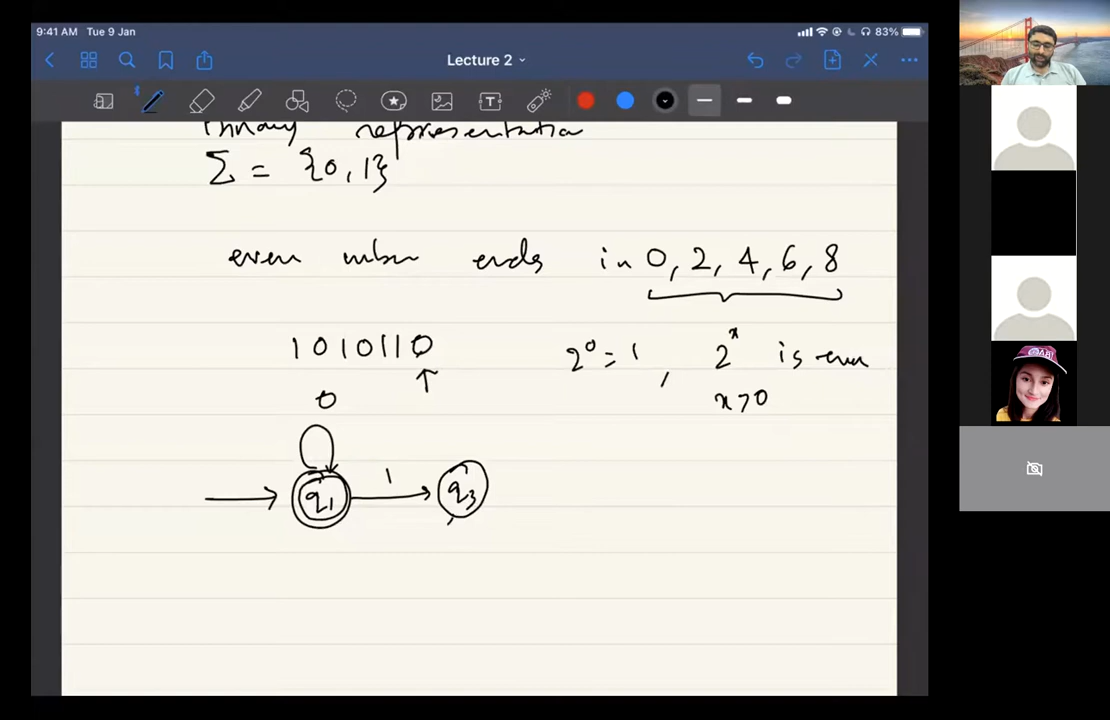 9:41 AM Tue 9 Jan
83%
Lecture 2
T
binary representation
Σ = {0, 1}
even number ends in 0, 2, 4, 6, 8
1010110
2⁰ = 1, 2ˣ is even
x > 0
0
1
q₁
q₃